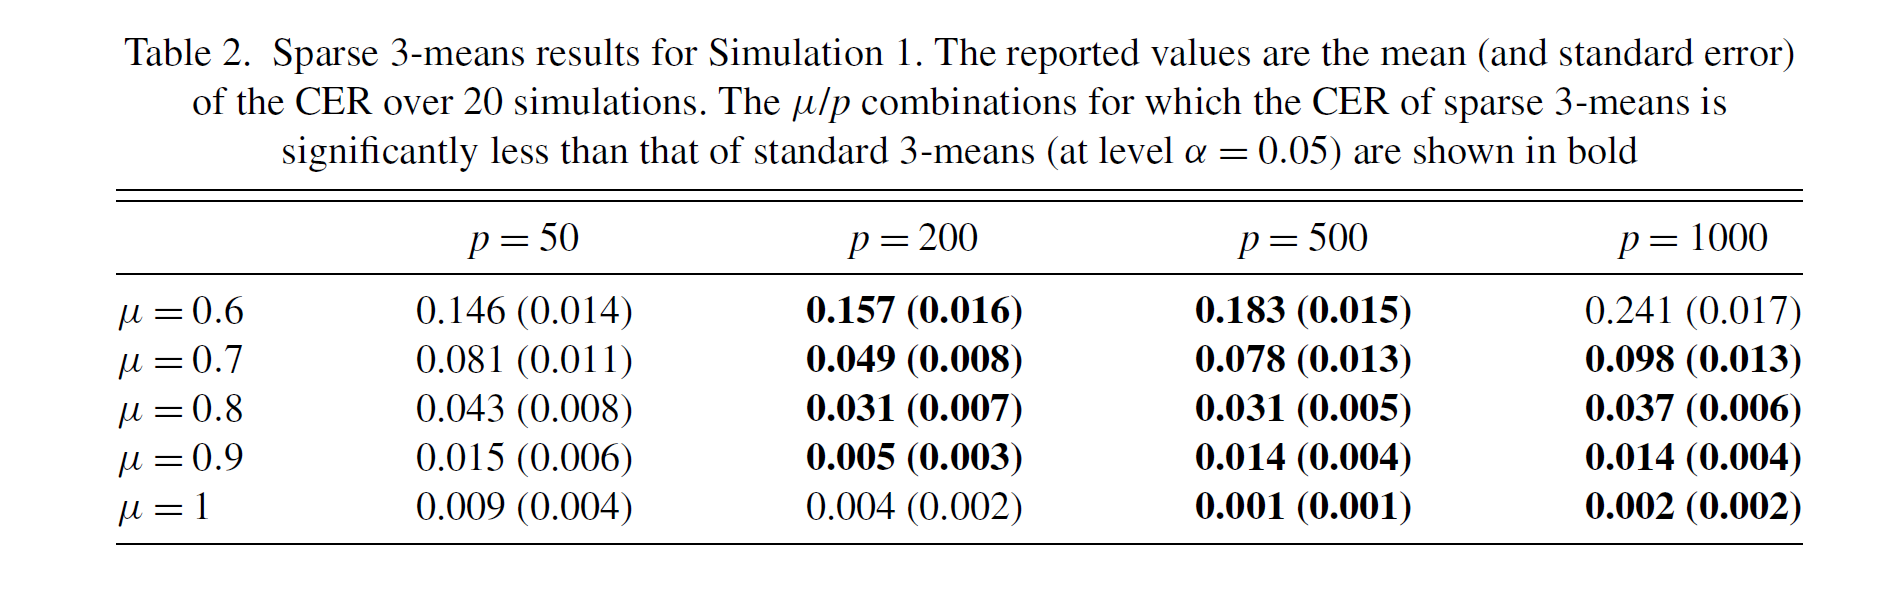 Table 2. Sparse 3-means results for Simulation 1. The reported values are the mean (and standard error)
of the CER over 20 simulations. The μ/p combinations for which the CER of sparse 3-means is
significantly less than that of standard 3-means (at level α = 0.05) are shown in bold
p = 50 p = 200 p = 500 p = 1000
μ = 0.6 0.146 (0.014) 0.157 (0.016) 0.183 (0.015) 0.241 (0.017)
μ = 0.7 0.081 (0.011) 0.049 (0.008) 0.078 (0.013) 0.098 (0.013)
μ = 0.8 0.043 (0.008) 0.031 (0.007) 0.031 (0.005) 0.037 (0.006)
μ = 0.9 0.015 (0.006) 0.005 (0.003) 0.014 (0.004) 0.014 (0.004)
μ = 1 0.009 (0.004) 0.004 (0.002) 0.001 (0.001) 0.002 (0.002)